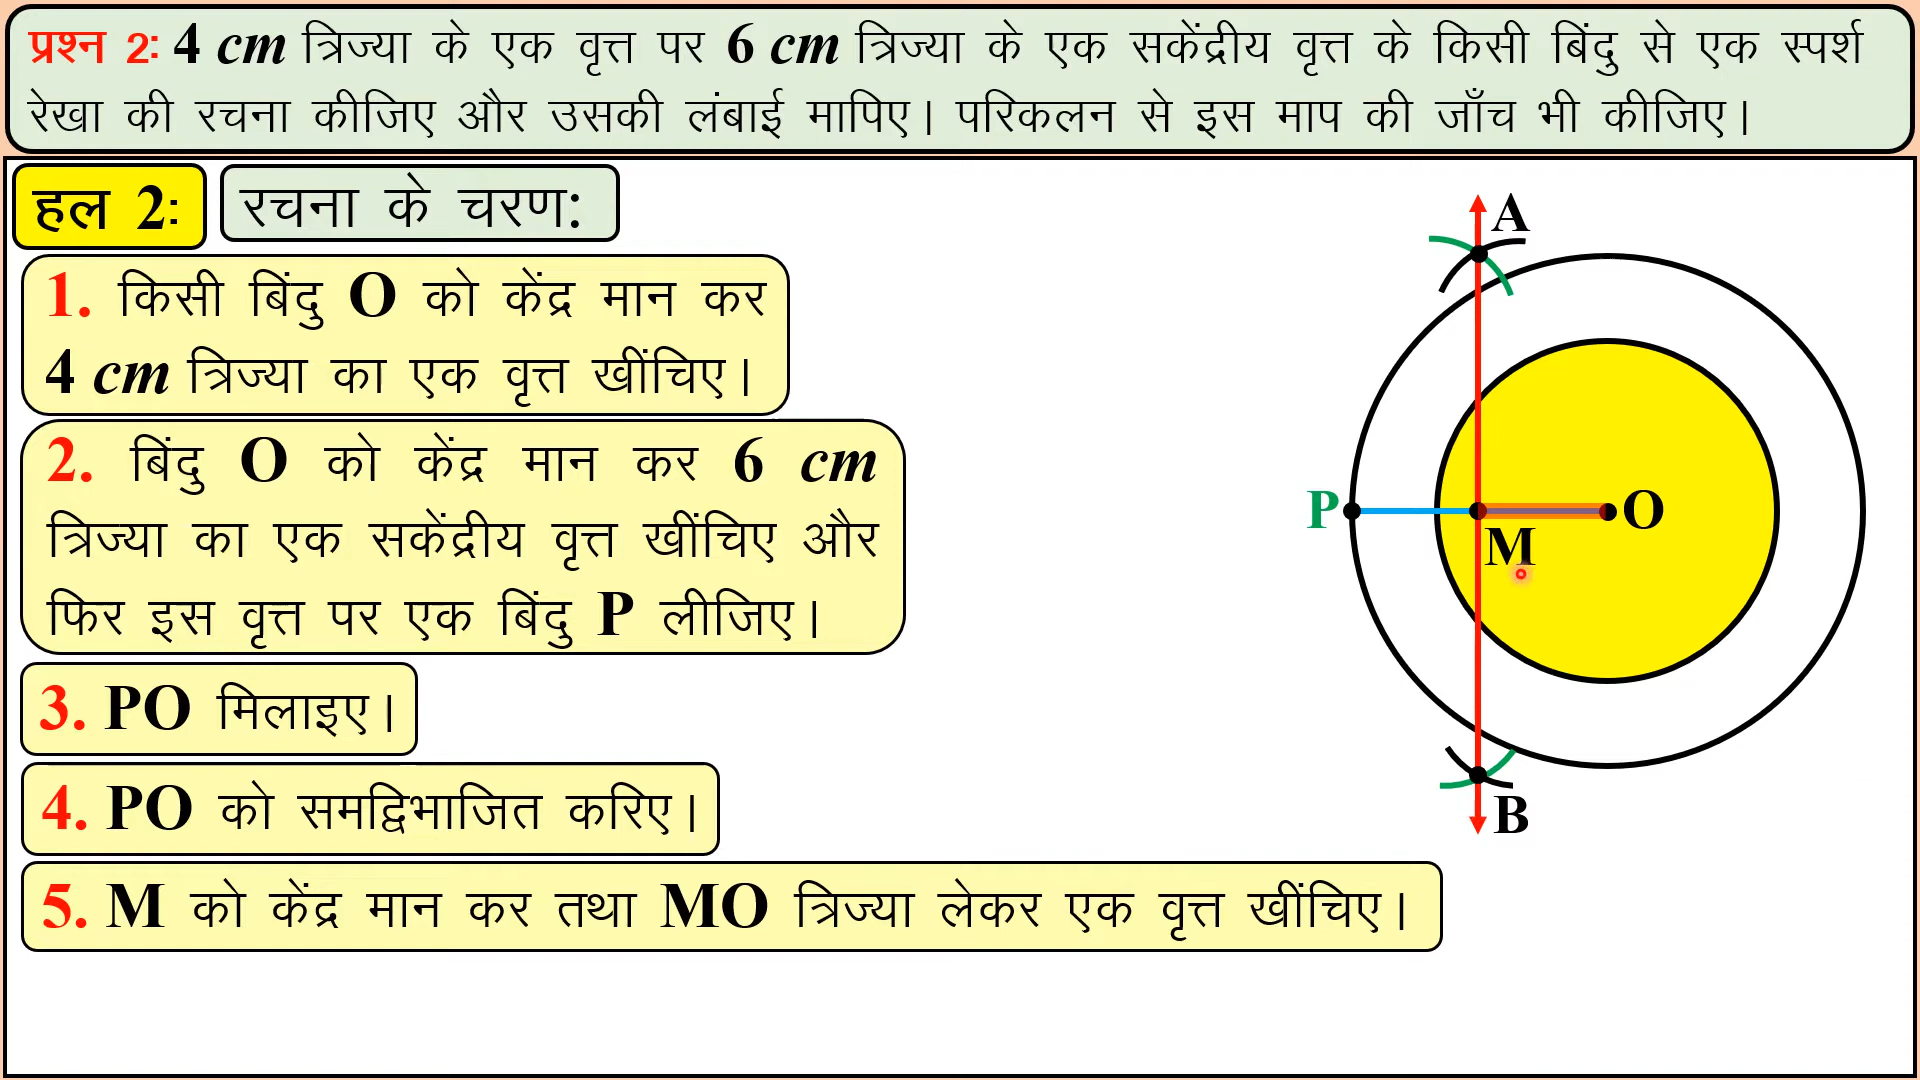 प्रश्न 2: 4 cm त्रिज्या के एक वृत्त पर 6 cm त्रिज्या के एक सकेंद्रीय वृत्त के किसी बिंदु से एक स्पर्श
रेखा की रचना कीजिए और उसकी लंबाई मापिए। परिकलन से इस माप की जाँच भी कीजिए।
हल 2: रचना के चरण:
1. किसी बिंदु O को केंद्र मान कर
4 cm त्रिज्या का एक वृत्त खींचिए।
2. बिंदु O को केंद्र मान कर 6 cm
त्रिज्या का एक सकेंद्रीय वृत्त खींचिए और
फिर इस वृत्त पर एक बिंदु P लीजिए।
3. PO मिलाइए।
4. PO को समद्विभाजित करिए।
5. M को केंद्र मान कर तथा MO त्रिज्या लेकर एक वृत्त खींचिए।
A
P
O
M
B